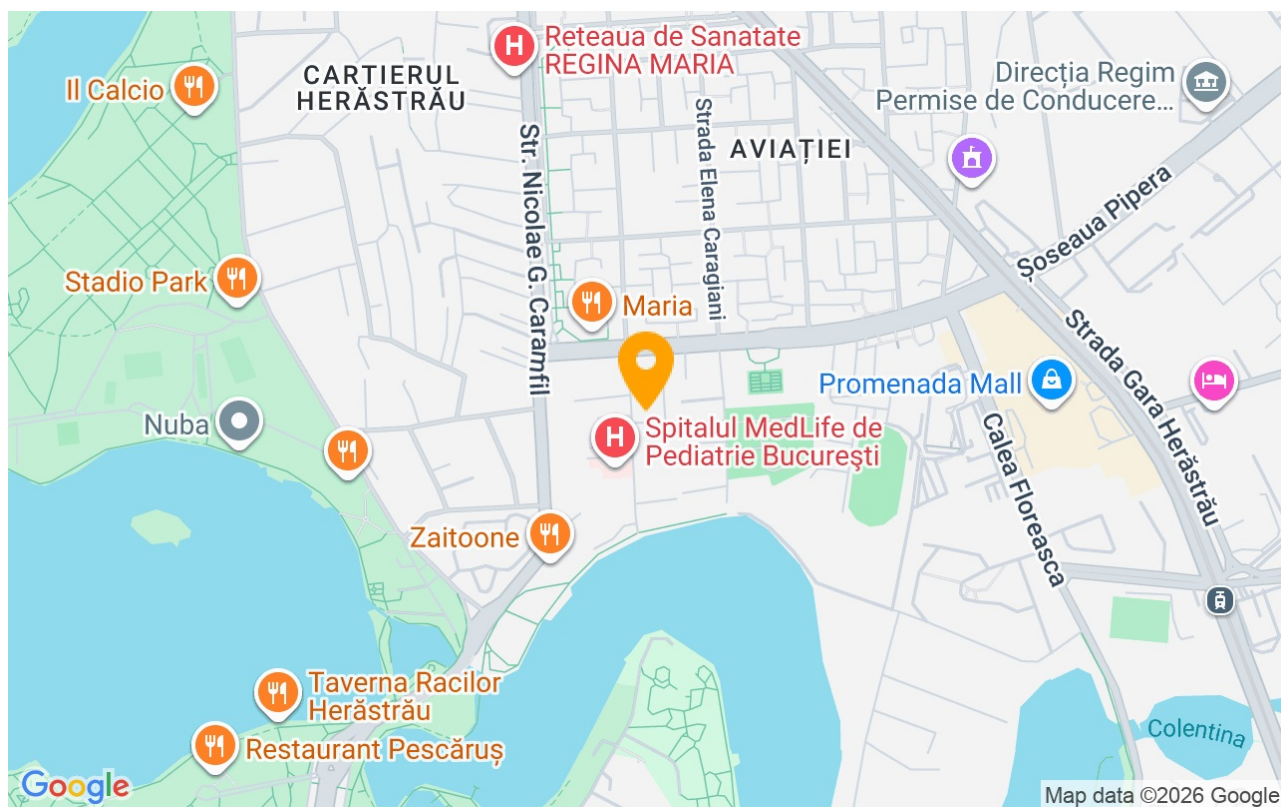 Reteaua de Sanatate
REGINA MARIA
CARTIERUL
HERĂSTRĂU
Il Calcio
Direcția Regim
Permise de Conducere...
Str. Nicolae G. Caramfil
Strada Elena Caragiani
AVIAȚIEI
Șoseaua Pipera
Stadio Park
Maria
Strada Gara Herăstrău
Promenada Mall
Nuba
Spitalul MedLife de
Pediatrie Bucureşti
Calea Floreasca
Zaitoone
Taverna Racilor
Herăstrău
Restaurant Pescăruș
Colentina
Google
Map data ©2026 Google